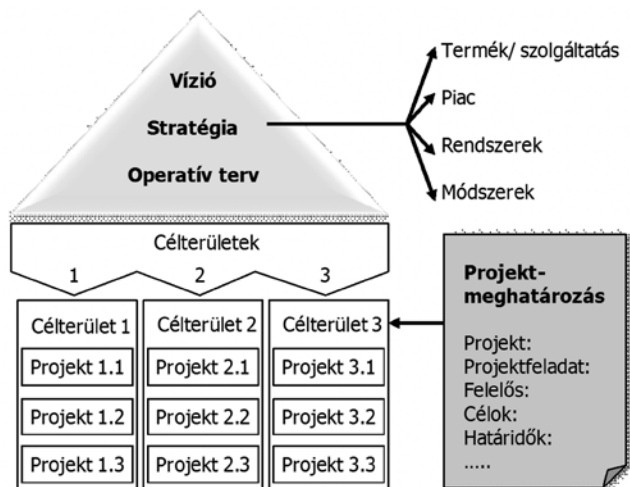 Vízió
Stratégia
Operatív terv
Termék/ szolgáltatás
Piac
Rendszerek
Módszerek
Célterületek
1 2 3
Célterület 1
Projekt 1.1
Projekt 1.2
Projekt 1.3
Célterület 2
Projekt 2.1
Projekt 2.2
Projekt 2.3
Célterület 3
Projekt 3.1
Projekt 3.2
Projekt 3.3
Projekt-
meghatározás
Projekt:
Projektfeladat:
Felelős:
Célok:
Határidők:
.....